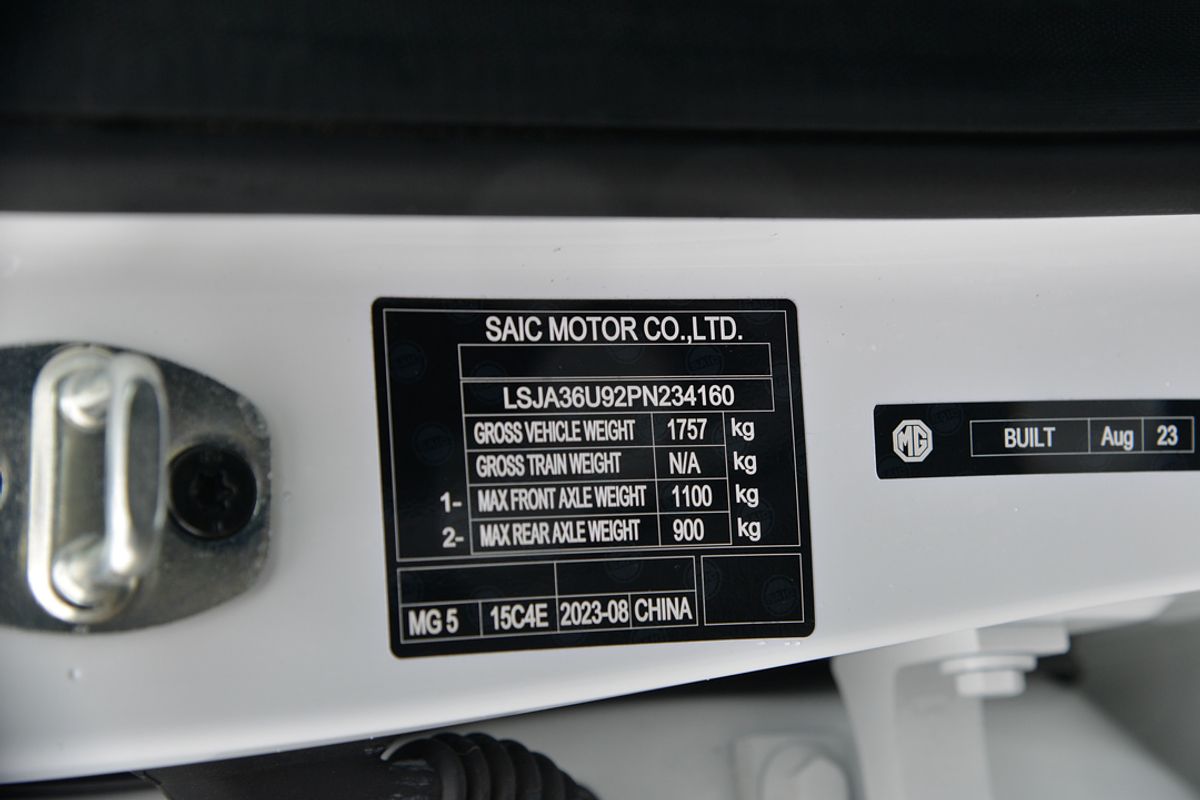 SAIC MOTOR CO.,LTD.
LSJA36U92PN234160
GROSS VEHICLE WEIGHT 1757 kg
GROSS TRAIN WEIGHT N/A kg
1- MAX FRONT AXLE WEIGHT 1100 kg
2- MAX REAR AXLE WEIGHT 900 kg
MG 5 15C4E 2023-08 CHINA
MG BUILT Aug 23